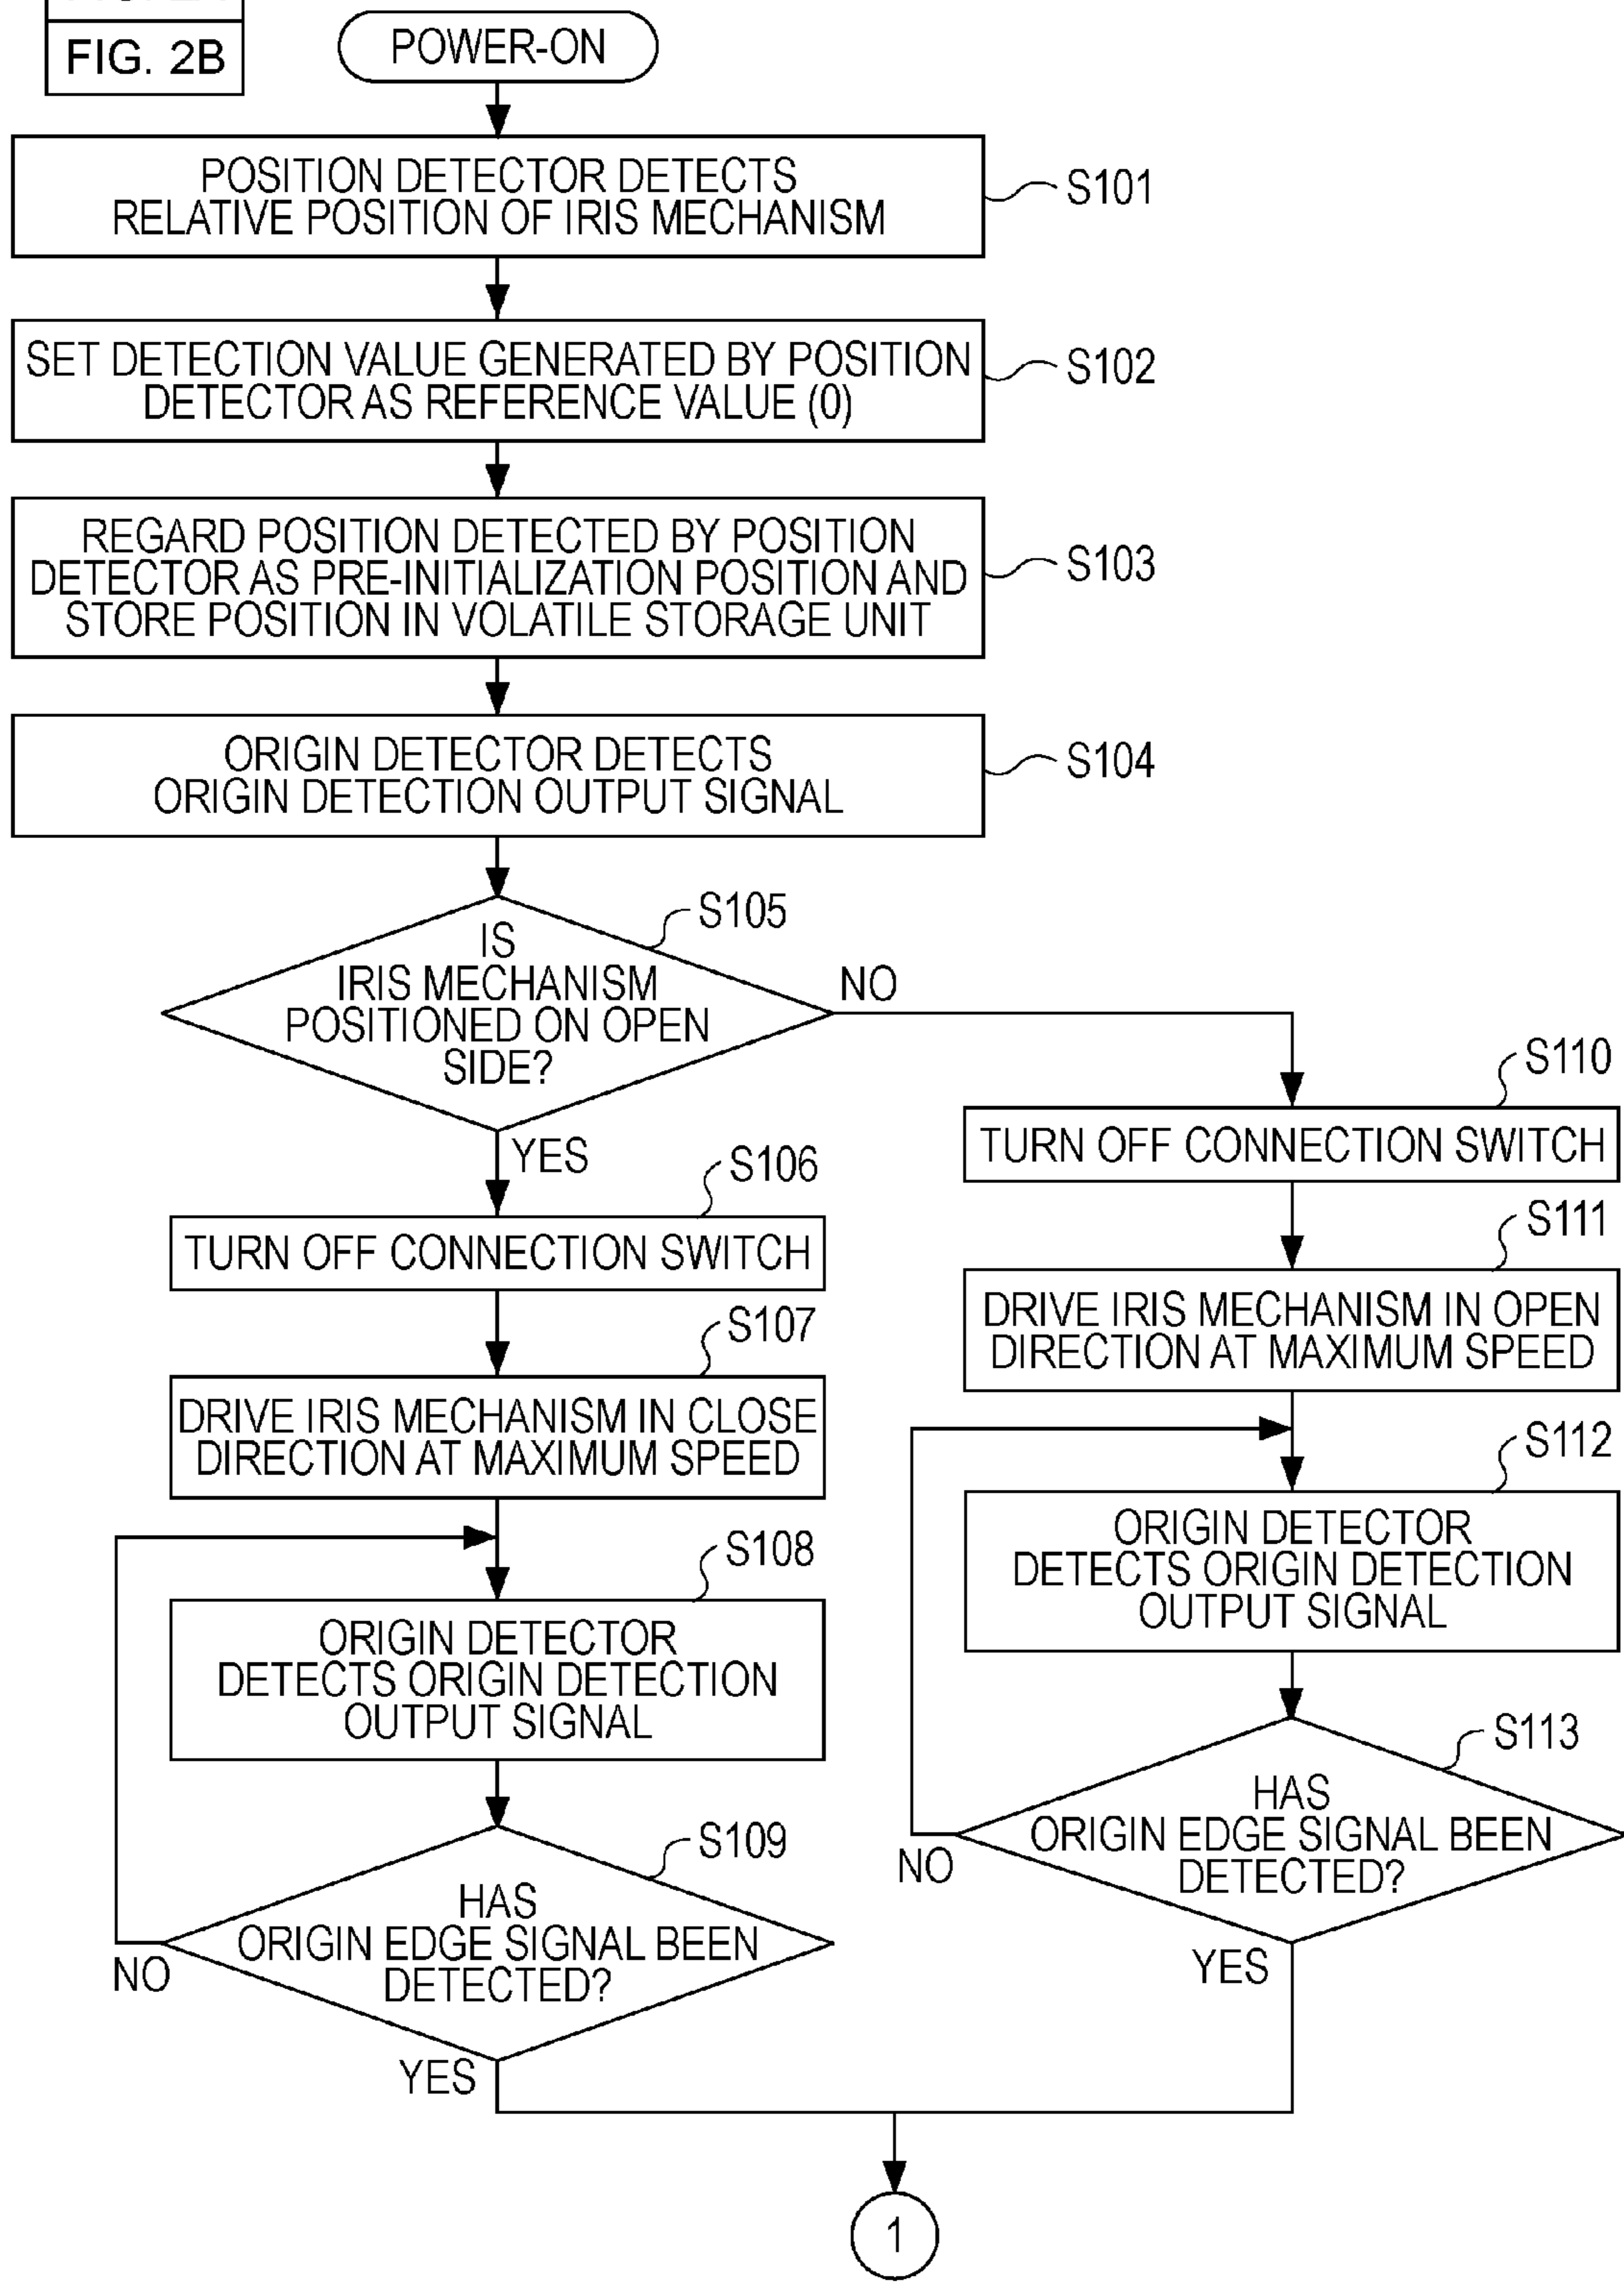 FIG. 2B
POWER-ON
POSITION DETECTOR DETECTS
RELATIVE POSITION OF IRIS MECHANISM
S101
SET DETECTION VALUE GENERATED BY POSITION
DETECTOR AS REFERENCE VALUE (0)
S102
REGARD POSITION DETECTED BY POSITION
DETECTOR AS PRE-INITIALIZATION POSITION AND
STORE POSITION IN VOLATILE STORAGE UNIT
S103
ORIGIN DETECTOR DETECTS
ORIGIN DETECTION OUTPUT SIGNAL
S104
S105
IS
IRIS MECHANISM
POSITIONED ON OPEN
SIDE?
NO
YES
S106
TURN OFF CONNECTION SWITCH
S107
DRIVE IRIS MECHANISM IN CLOSE
DIRECTION AT MAXIMUM SPEED
S108
ORIGIN DETECTOR
DETECTS ORIGIN DETECTION
OUTPUT SIGNAL
S109
HAS
ORIGIN EDGE SIGNAL BEEN
DETECTED?
NO
YES
S110
TURN OFF CONNECTION SWITCH
S111
DRIVE IRIS MECHANISM IN OPEN
DIRECTION AT MAXIMUM SPEED
S112
ORIGIN DETECTOR
DETECTS ORIGIN DETECTION
OUTPUT SIGNAL
S113
HAS
ORIGIN EDGE SIGNAL BEEN
DETECTED?
NO
YES
1